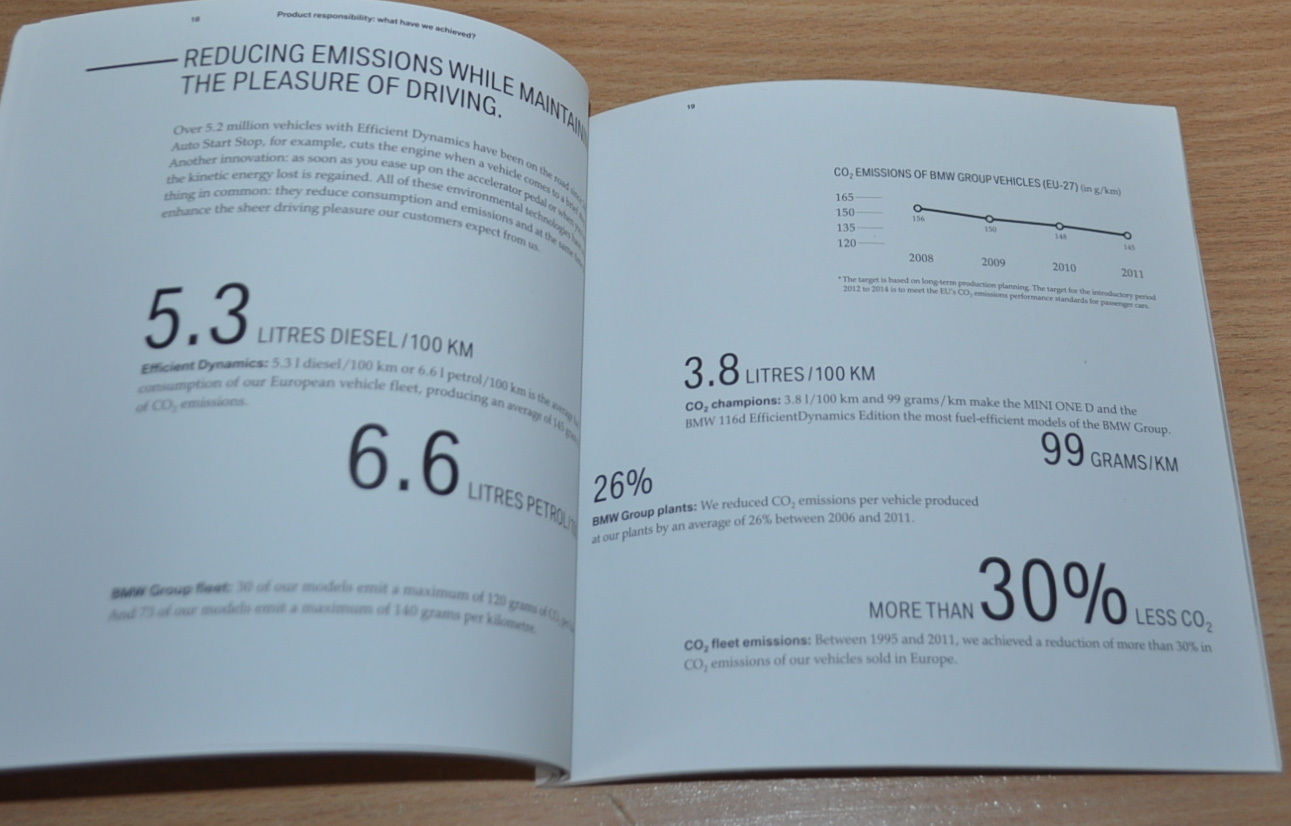 18
Product responsibility: what have we achieved?
REDUCING EMISSIONS WHILE MAINTAIN
THE PLEASURE OF DRIVING.
Over 5.2 million vehicles with Efficient Dynamics have been on the road since
Auto Start Stop, for example, cuts the engine when a vehicle comes to a brief
Another innovation: as soon as you ease up on the accelerator pedal or when you
the kinetic energy lost is regained. All of these environmental technologies have
thing in common: they reduce consumption and emissions and at the same time
enhance the sheer driving pleasure our customers expect from us.
5.3 LITRES DIESEL/100 KM
Efficient Dynamics: 5.3 l diesel/100 km or 6.6 l petrol/100 km is the average
consumption of our European vehicle fleet, producing an average of 145
of CO₂ emissions.
6.6 LITRES PETROL/
BMW Group fleet: 30 of our models emit a maximum of 120 grams of CO₂
And 73 of our models emit a maximum of 140 grams per kilometre.
19
CO₂ EMISSIONS OF BMW GROUP VEHICLES (EU-27) (in g/km)
165
150
135
120
156
150
148
145
2008
2009
2010
2011
* The target is based on long-term production planning. The target for the introductory period
2012 to 2014 is to meet the EU's CO₂ emissions performance standards for passenger cars.
3.8 LITRES/100 KM
CO₂ champions: 3.8 l/100 km and 99 grams/km make the MINI ONE D and the
BMW 116d EfficientDynamics Edition the most fuel-efficient models of the BMW Group.
99 GRAMS/KM
26%
BMW Group plants: We reduced CO₂ emissions per vehicle produced
at our plants by an average of 26% between 2006 and 2011.
MORE THAN 30% LESS CO₂
CO₂ fleet emissions: Between 1995 and 2011, we achieved a reduction of more than 30% in
CO₂ emissions of our vehicles sold in Europe.